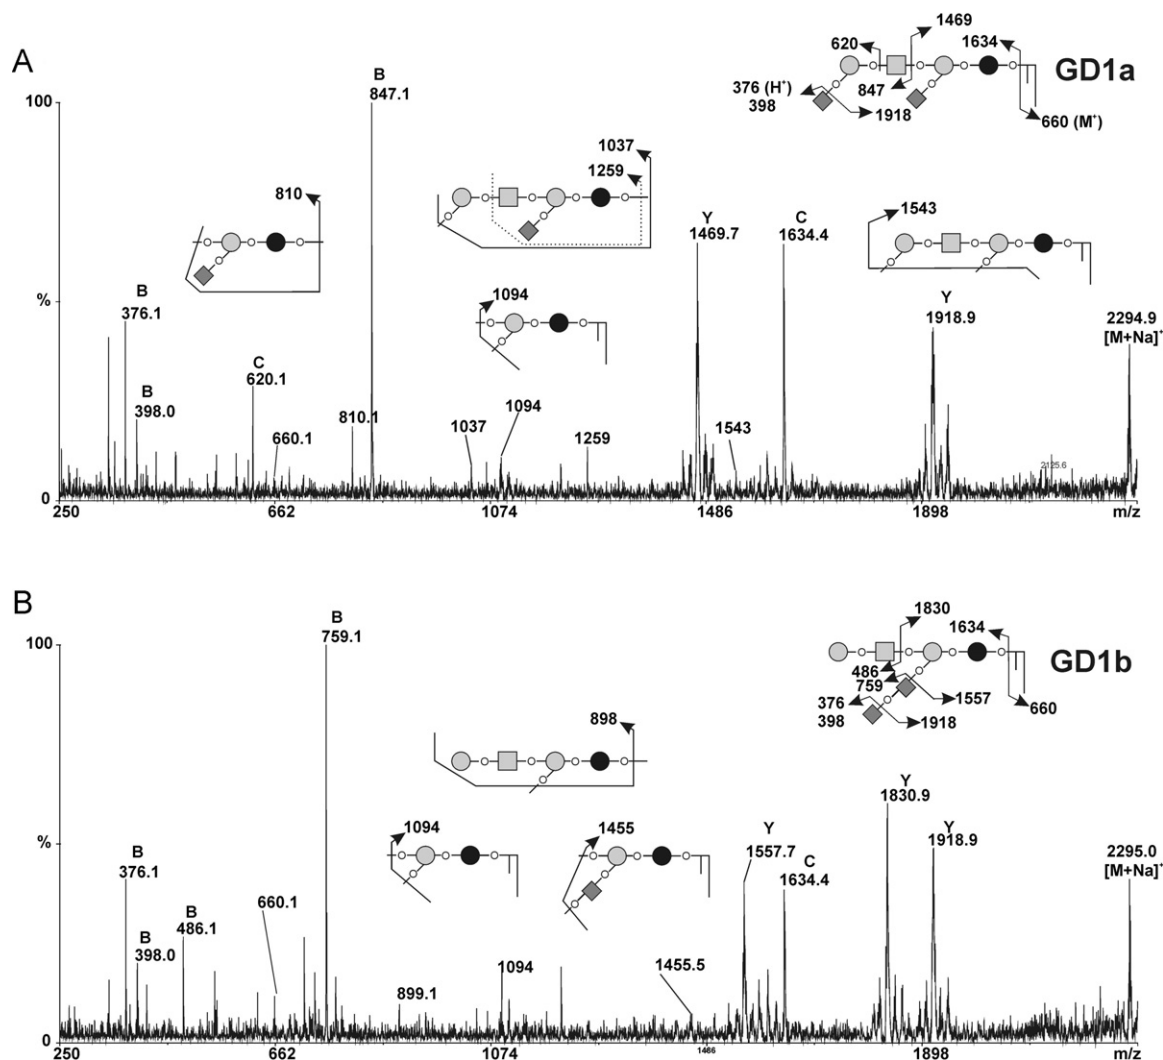 A
GD1a
620
1469
1634
376 (H⁺)
398
847
1918
660 (M⁺)
100
%
0
B
847.1
810
1037
1259
1094
Y
1469.7
C
1634.4
1543
B
376.1
B
398.0
C
620.1
660.1
810.1
1037
1094
1259
1543
Y
1918.9
2294.9
[M+Na]⁺
2125.6
250
662
1074
1486
1898
m/z
B
GD1b
1830
1634
486
759
1557
376
398
1918
660
100
%
0
B
759.1
898
1094
1455
B
376.1
B
398.0
B
486.1
660.1
899.1
1094
1455.5
Y
1557.7
C
1634.4
Y
1830.9
Y
1918.9
2295.0
[M+Na]⁺
250
662
1074
1486
1898
m/z